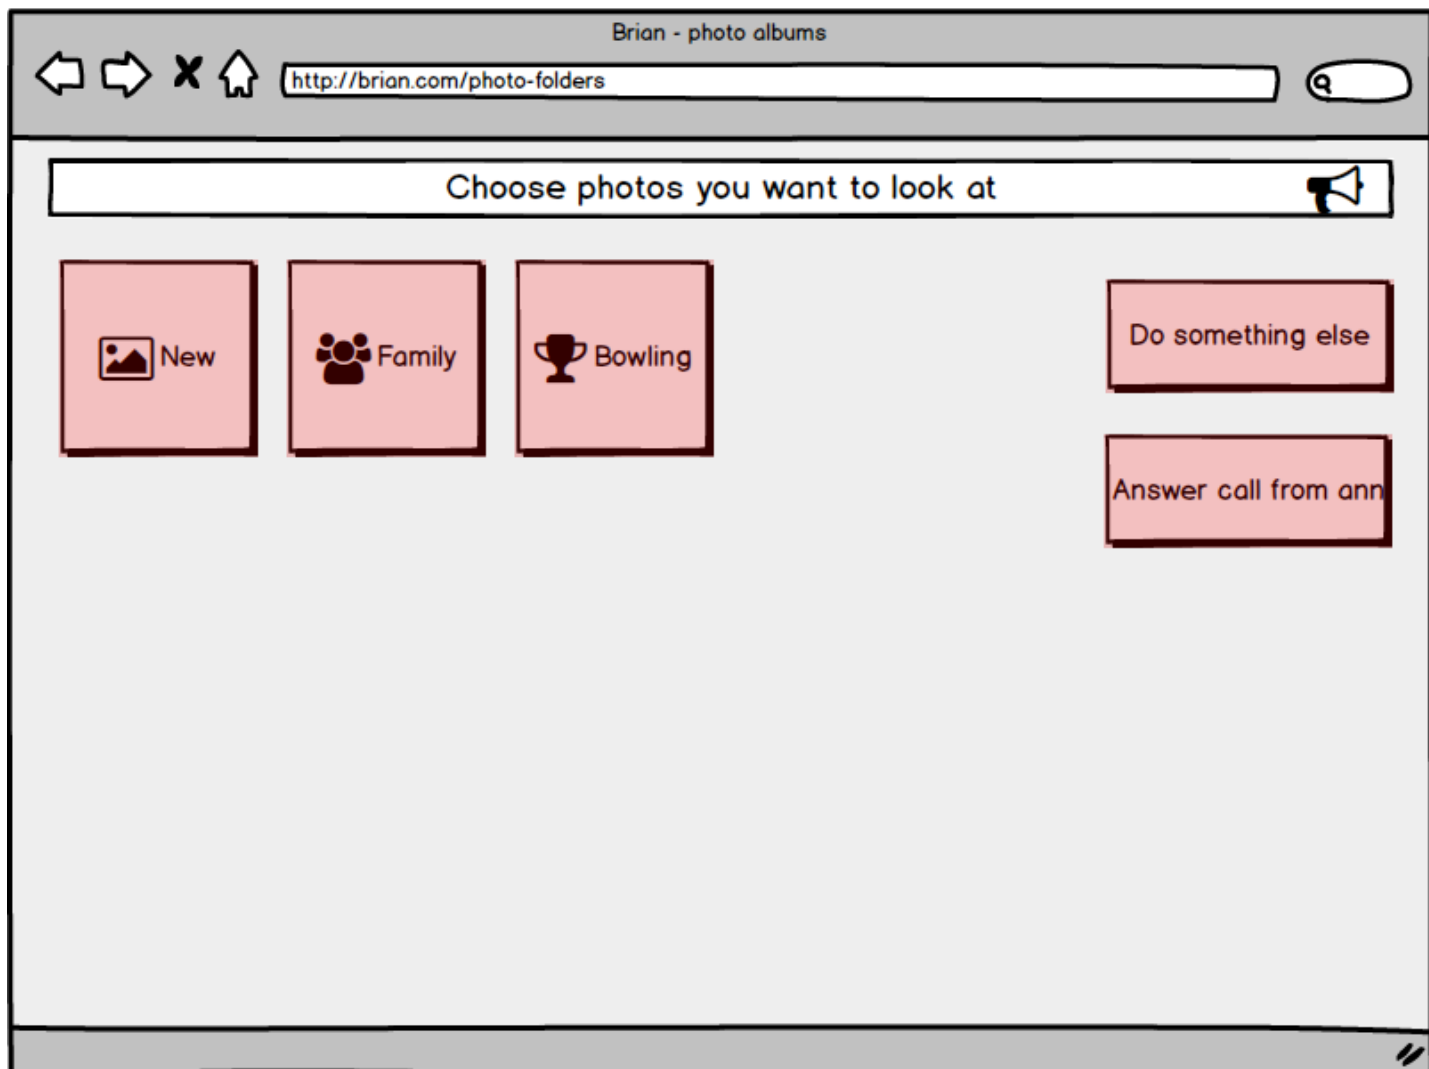 Brian - photo albums
http://brian.com/photo-folders
Choose photos you want to look at
New
Family
Bowling
Do something else
Answer call from ann